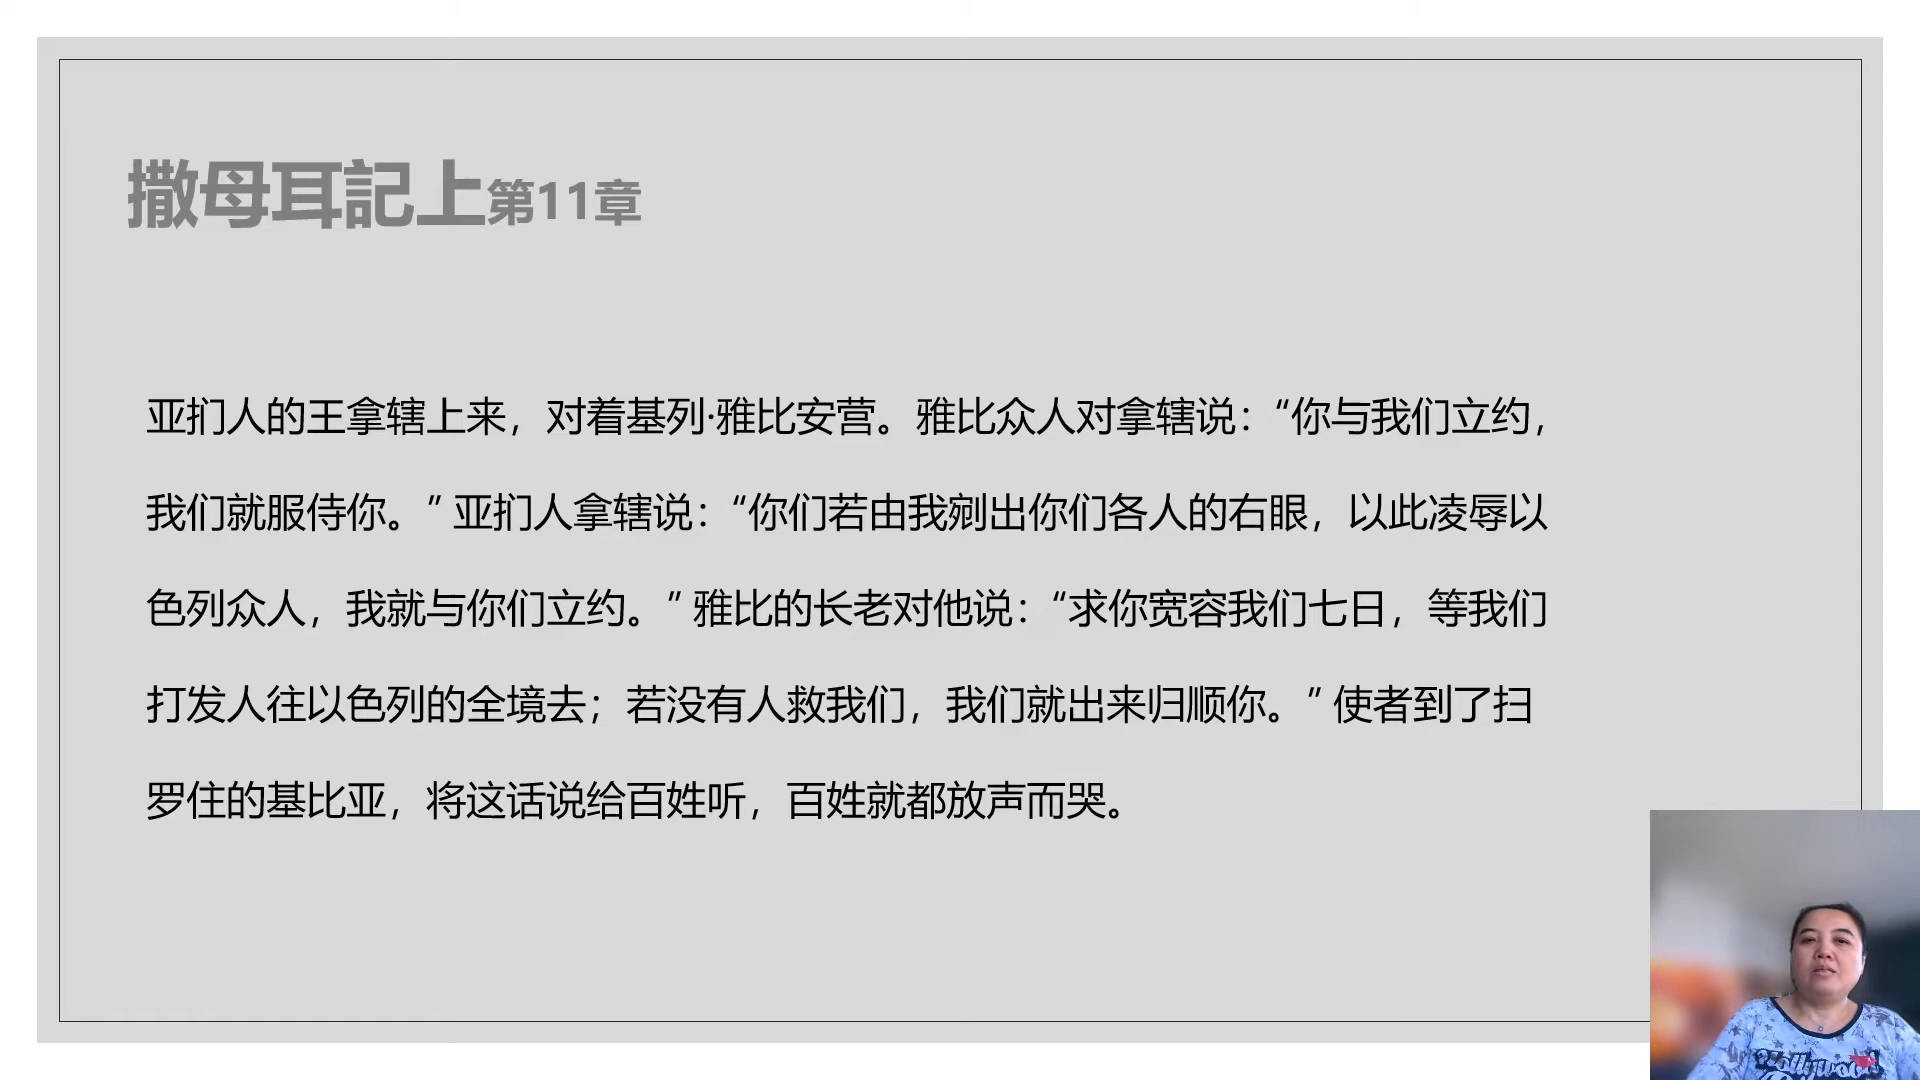 撒母耳記上第11章
亚扪人的王拿辖上来，对着基列·雅比安营。雅比众人对拿辖说：“你与我们立约，
我们就服侍你。”亚扪人拿辖说：“你们若由我剜出你们各人的右眼，以此凌辱以
色列众人，我就与你们立约。”雅比的长老对他说：“求你宽容我们七日，等我们
打发人往以色列的全境去；若没有人救我们，我们就出来归顺你。”使者到了扫
罗住的基比亚，将这话说给百姓听，百姓就都放声而哭。
Hollywood